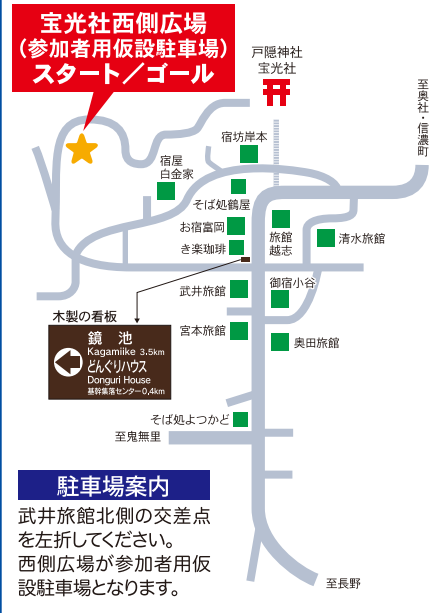 宝光社西側広場
（参加者用仮設駐車場）
スタート／ゴール
戸隠神社
宝光社
至奥社・信濃町
宿坊岸本
宿屋
白金家
そば処鶴屋
お宿富岡
旅館
越志
清水旅館
き楽珈琲
武井旅館
御宿小谷
木製の看板
鏡 池
Kagamiike 3.5km
どんぐりハウス
Donguri House
基幹集落センター0,4km
宮本旅館
奥田旅館
そば処よつかど
至鬼無里
駐車場案内
武井旅館北側の交差点
を左折してください。
西側広場が参加者用仮
設駐車場となります。
至長野